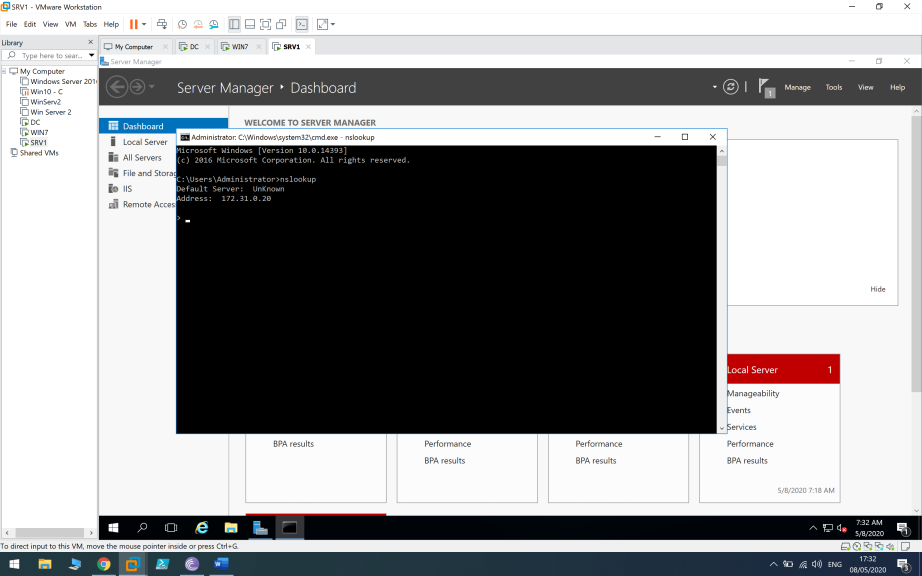 SRV1 - VMware Workstation
File Edit View VM Tabs Help
Library
Type here to sear...
My Computer
Windows Server 201
Win10 - C
WinServ2
Win Server 2
DC
WIN7
SRV1
Shared VMs
My Computer DC WIN7 SRV1
Server Manager
Server Manager Dashboard
Manage Tools View Help
1
Dashboard
Local Server
All Servers
File and Storag
IIS
Remote Acces
WELCOME TO SERVER MANAGER
Administrator: C:\Windows\system32\cmd.exe - nslookup
Microsoft Windows [Version 10.0.14393]
(c) 2016 Microsoft Corporation. All rights reserved.
C:\Users\Administrator>nslookup
Default Server: UnKnown
Address: 172.31.0.20
>
Hide
Local Server 1
Manageability
Events
Services
Performance
BPA results
5/8/2020 7:18 AM
BPA results
Performance
BPA results
Performance
BPA results
7:32 AM
5/8/2020
1
To direct input to this VM, move the mouse pointer inside or press Ctrl+G.
ENG
17:32
08/05/2020
3